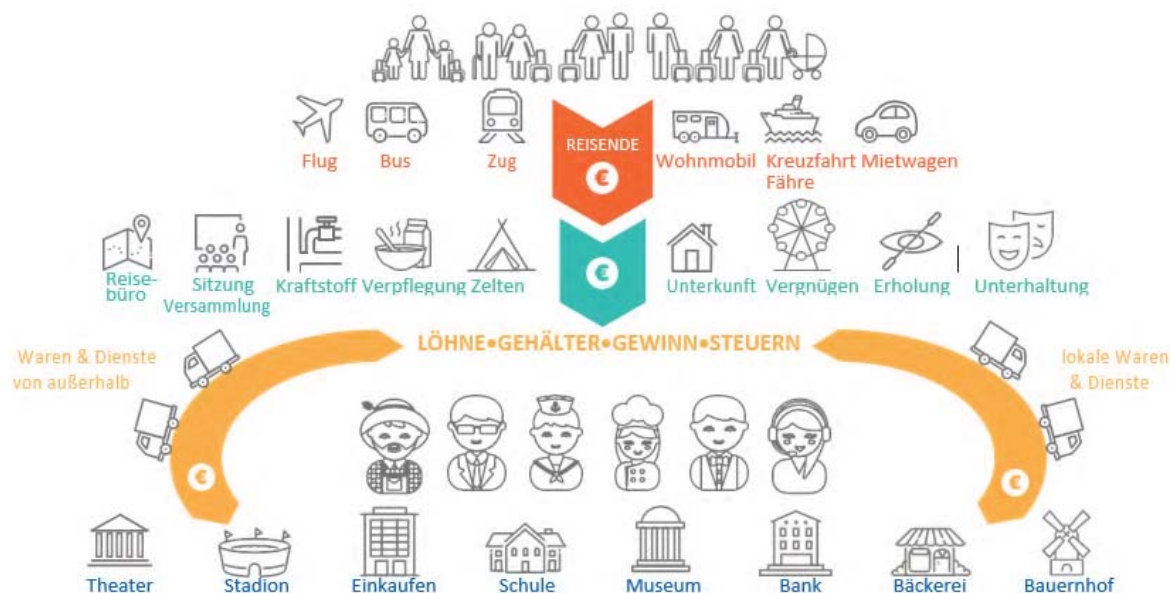 REISENDE
€
Flug
Bus
Zug
Wohnmobil
Kreuzfahrt
Fähre
Mietwagen
€
Reise-
büro
Sitzung
Versammlung
Kraftstoff
Verpflegung
Zelten
Unterkunft
Vergnügen
Erholung
Unterhaltung
LÖHNE•GEHÄLTER•GEWINN•STEUERN
Waren & Dienste
von außerhalb
lokale Waren
& Dienste
€
€
Theater
Stadion
Einkaufen
Schule
Museum
Bank
Bäckerei
Bauernhof